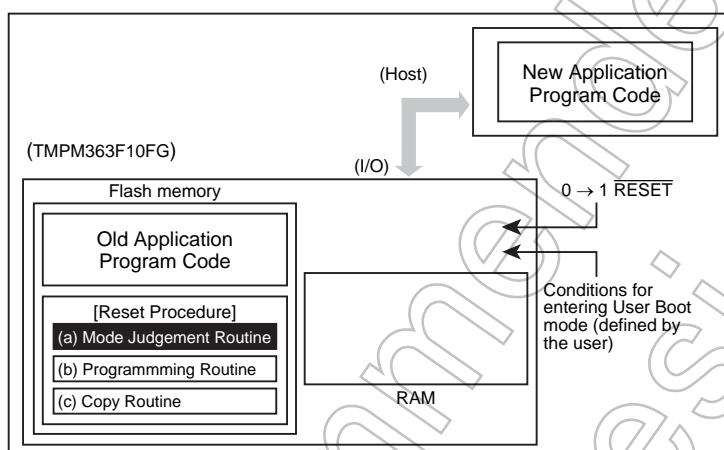 (Host)
New Application
Program Code
(TMPM363F10FG)
(I/O)
Flash memory
0 → 1 RESET
Old Application
Program Code
[Reset Procedure]
(a) Mode Judgement Routine
(b) Programmming Routine
(c) Copy Routine
RAM
Conditions for
entering User Boot
mode (defined by
the user)